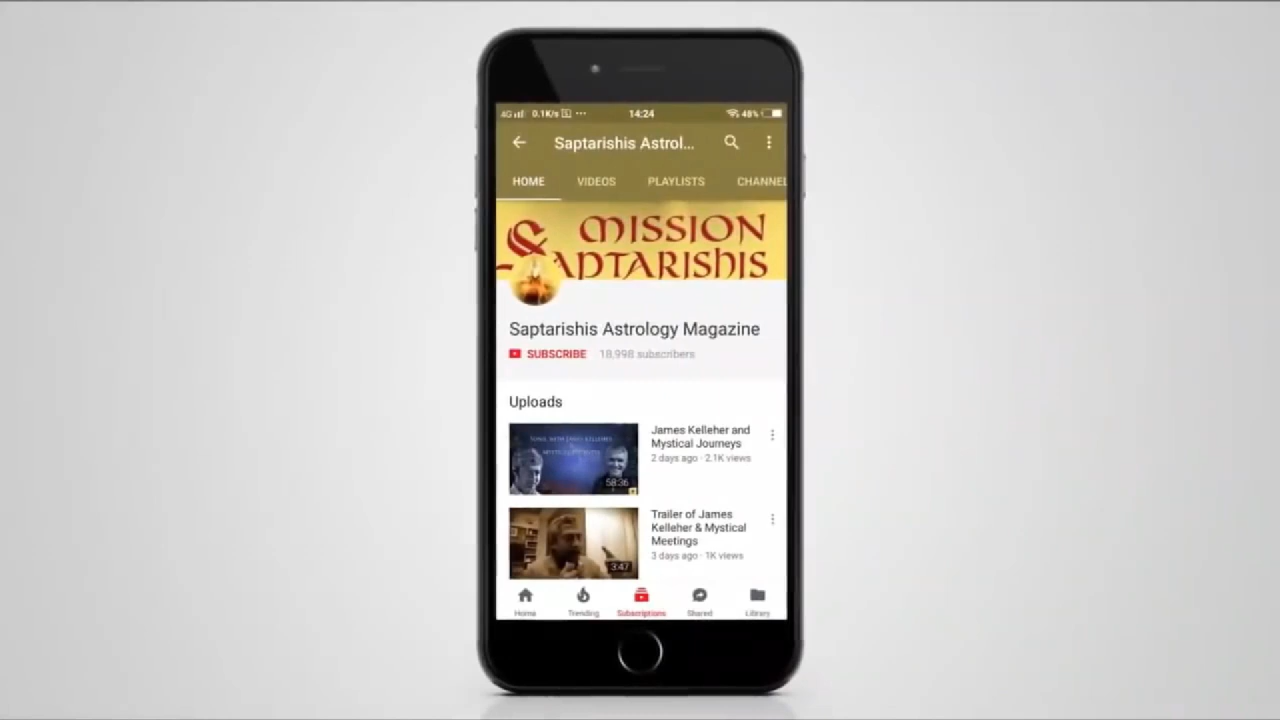 4G 0.1K/s ... 14:24 48%
Saptarishis Astrol...
HOME VIDEOS PLAYLISTS CHANNEL
MISSION
SAPTARISHIS
Saptarishis Astrology Magazine
SUBSCRIBE 18,998 subscribers
Uploads
James Kelleher and
Mystical Journeys
2 days ago · 2.1K views
58:36
Trailer of James
Kelleher & Mystical
Meetings
3 days ago · 1K views
3:47
Home Trending Subscriptions Shared Library